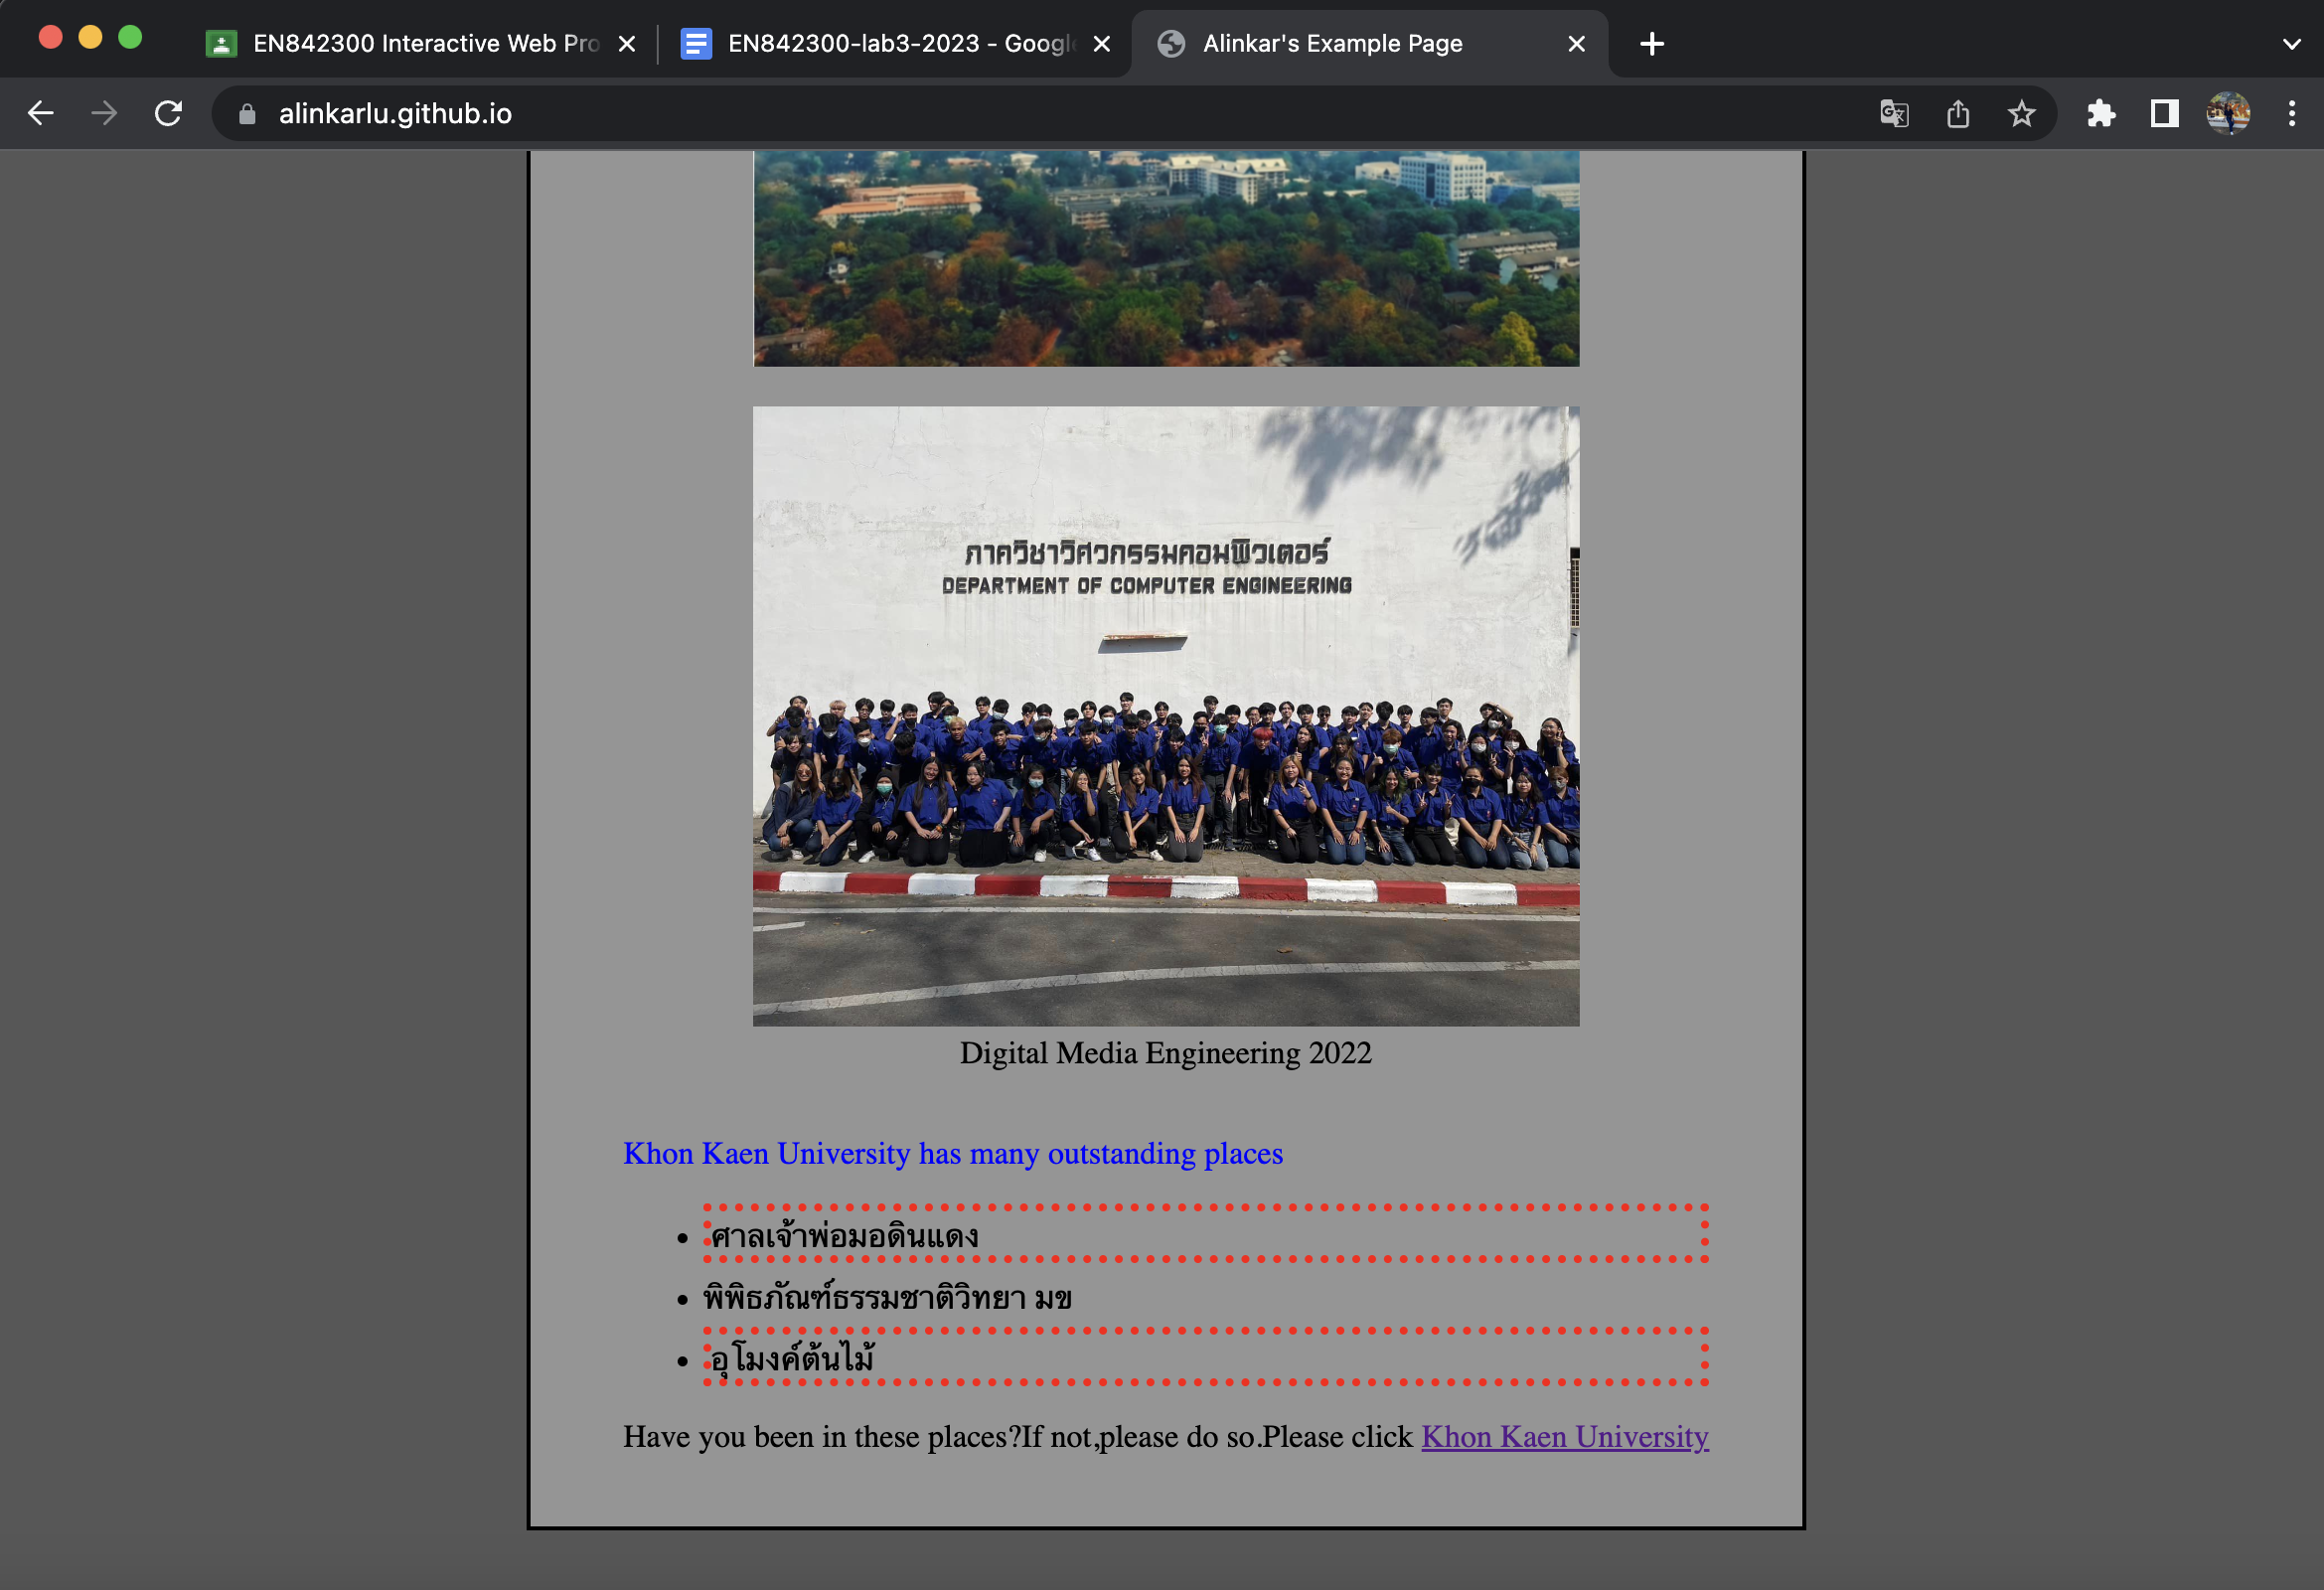 EN842300 Interactive Web Pro
EN842300-lab3-2023 - Google
Alinkar's Example Page
alinkarlu.github.io
ภาควิชาวิศวกรรมคอมพิวเตอร์
DEPARTMENT OF COMPUTER ENGINEERING
Digital Media Engineering 2022
Khon Kaen University has many outstanding places
ศาลเจ้าพ่อมอดินแดง
พิพิธภัณฑ์ธรรมชาติวิทยา มข
อุโมงค์ต้นไม้
Have you been in these places?If not,please do so.Please click Khon Kaen University